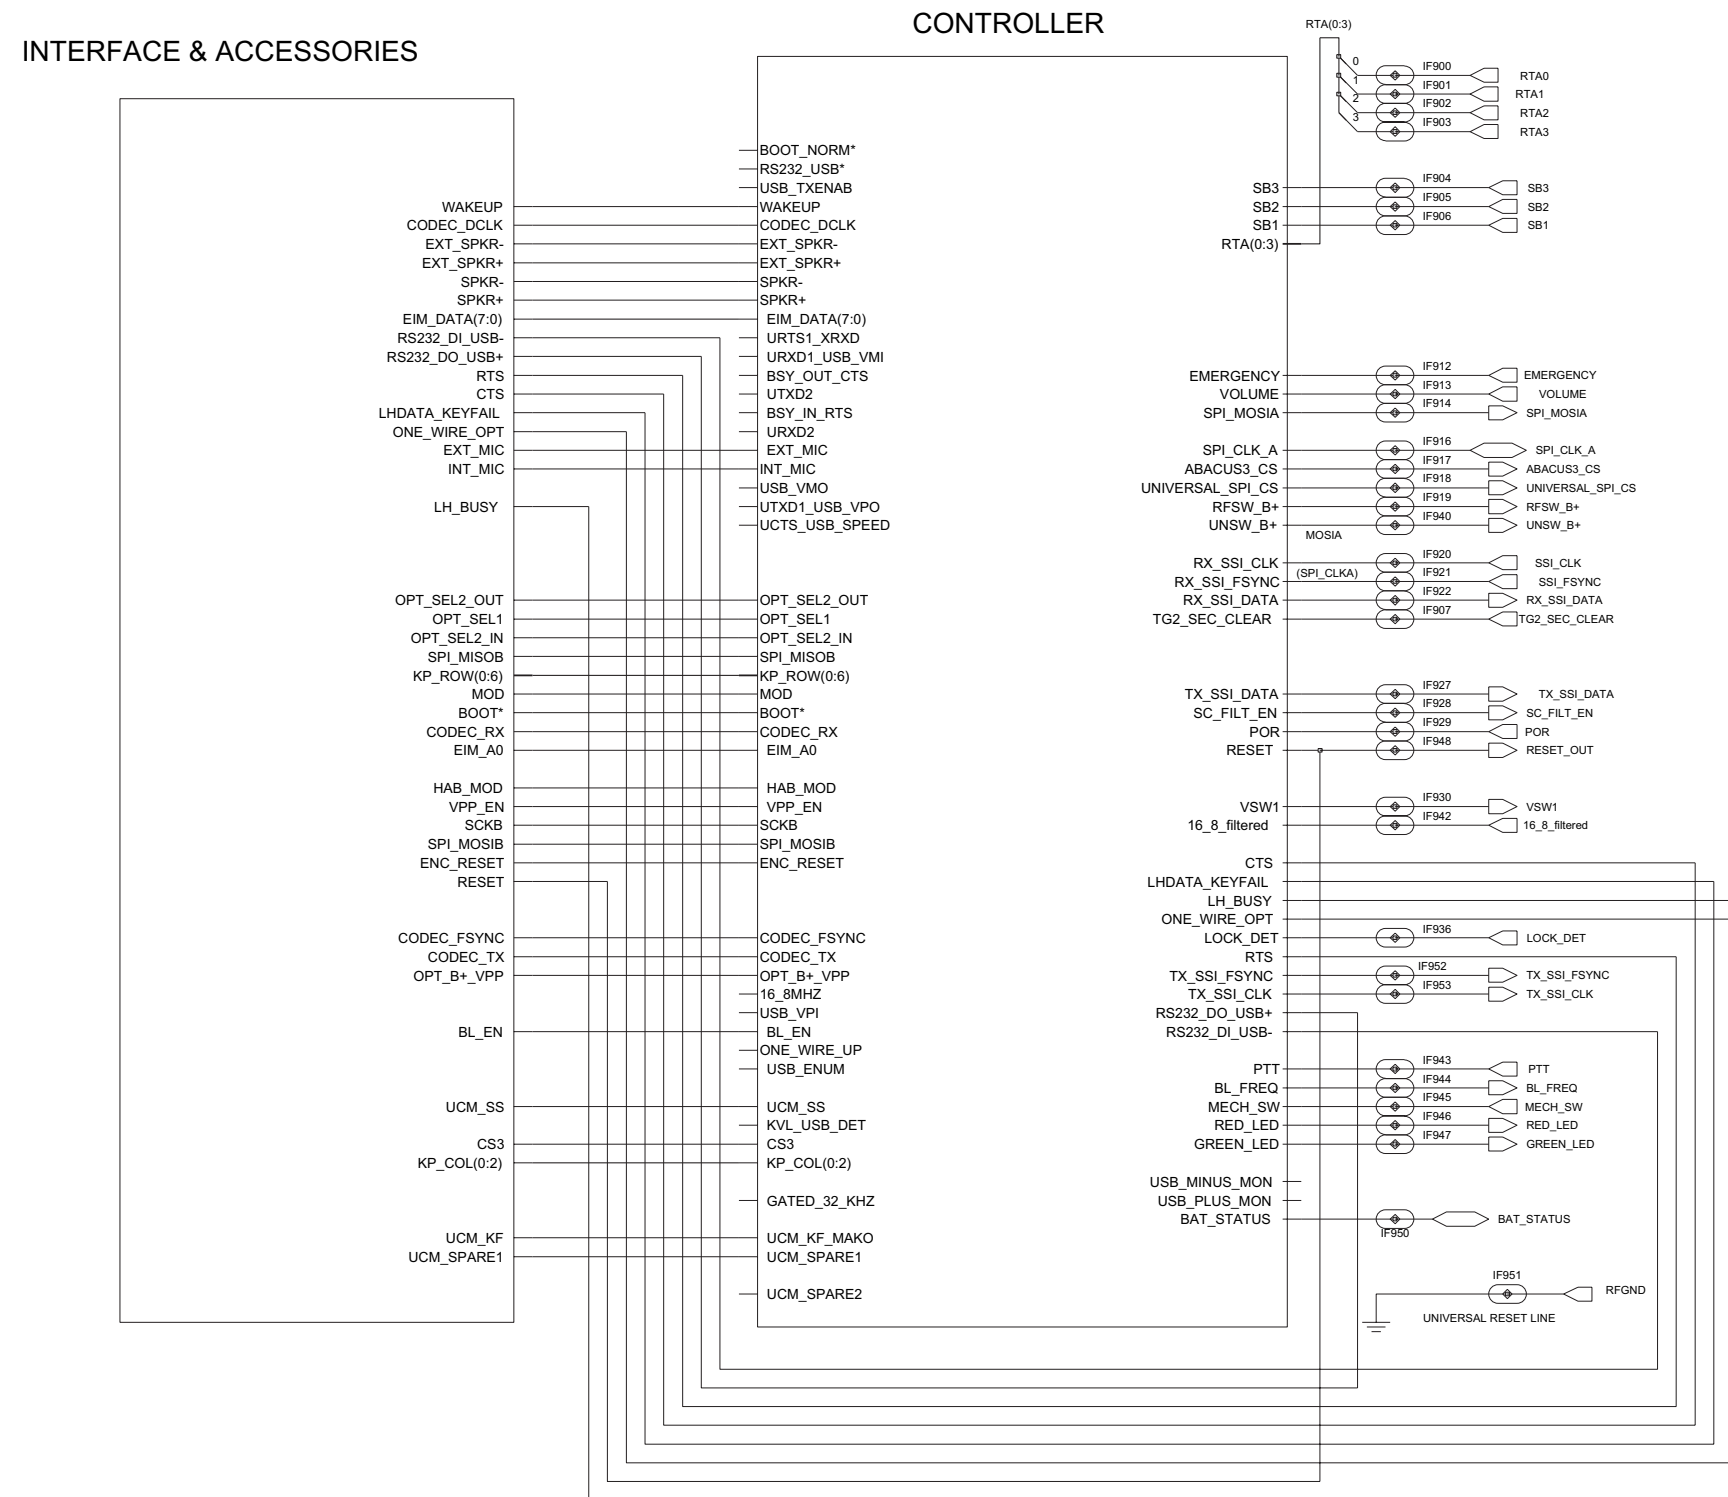 CONTROLLER
INTERFACE & ACCESSORIES
RTA(0:3)
0
1
2
3
IF900
IF901
IF902
IF903
RTA0
RTA1
RTA2
RTA3
WAKEUP
CODEC_DCLK
EXT_SPKR-
EXT_SPKR+
SPKR-
SPKR+
EIM_DATA(7:0)
RS232_DI_USB-
RS232_DO_USB+
RTS
CTS
LHDATA_KEYFAIL
ONE_WIRE_OPT
EXT_MIC
INT_MIC
LH_BUSY
OPT_SEL2_OUT
OPT_SEL1
OPT_SEL2_IN
SPI_MISOB
KP_ROW(0:6)
MOD
BOOT*
CODEC_RX
EIM_A0
HAB_MOD
VPP_EN
SCKB
SPI_MOSIB
ENC_RESET
RESET
CODEC_FSYNC
CODEC_TX
OPT_B+_VPP
BL_EN
UCM_SS
CS3
KP_COL(0:2)
UCM_KF
UCM_SPARE1
BOOT_NORM*
RS232_USB*
USB_TXENAB
WAKEUP
CODEC_DCLK
EXT_SPKR-
EXT_SPKR+
SPKR-
SPKR+
EIM_DATA(7:0)
URTS1_XRXD
URXD1_USB_VMI
BSY_OUT_CTS
UTXD2
BSY_IN_RTS
URXD2
EXT_MIC
INT_MIC
USB_VMO
UTXD1_USB_VPO
UCTS_USB_SPEED
OPT_SEL2_OUT
OPT_SEL1
OPT_SEL2_IN
SPI_MISOB
KP_ROW(0:6)
MOD
BOOT*
CODEC_RX
EIM_A0
HAB_MOD
VPP_EN
SCKB
SPI_MOSIB
ENC_RESET
CODEC_FSYNC
CODEC_TX
OPT_B+_VPP
16_8MHZ
USB_VPI
BL_EN
ONE_WIRE_UP
USB_ENUM
UCM_SS
KVL_USB_DET
CS3
KP_COL(0:2)
GATED_32_KHZ
UCM_KF_MAKO
UCM_SPARE1
UCM_SPARE2
SB3 IF904 SB3
SB2 IF905 SB2
SB1 IF906 SB1
RTA(0:3)
EMERGENCY IF912 EMERGENCY
VOLUME IF913 VOLUME
SPI_MOSIA IF914 SPI_MOSIA
SPI_CLK_A IF916 SPI_CLK_A
ABACUS3_CS IF917 ABACUS3_CS
UNIVERSAL_SPI_CS IF918 UNIVERSAL_SPI_CS
RFSW_B+ IF919 RFSW_B+
UNSW_B+ IF940 UNSW_B+
MOSIA
RX_SSI_CLK IF920 SSI_CLK
RX_SSI_FSYNC (SPI_CLKA) IF921 SSI_FSYNC
RX_SSI_DATA IF922 RX_SSI_DATA
TG2_SEC_CLEAR IF907 TG2_SEC_CLEAR
TX_SSI_DATA IF927 TX_SSI_DATA
SC_FILT_EN IF928 SC_FILT_EN
POR IF929 POR
RESET IF948 RESET_OUT
VSW1 IF930 VSW1
16_8_filtered IF942 16_8_filtered
CTS
LHDATA_KEYFAIL
LH_BUSY
ONE_WIRE_OPT
LOCK_DET IF936 LOCK_DET
RTS
TX_SSI_FSYNC IF952 TX_SSI_FSYNC
TX_SSI_CLK IF953 TX_SSI_CLK
RS232_DO_USB+
RS232_DI_USB-
PTT IF943 PTT
BL_FREQ IF944 BL_FREQ
MECH_SW IF945 MECH_SW
RED_LED IF946 RED_LED
GREEN_LED IF947 GREEN_LED
USB_MINUS_MON
USB_PLUS_MON
BAT_STATUS IF950 BAT_STATUS
IF951 RFGND
UNIVERSAL RESET LINE